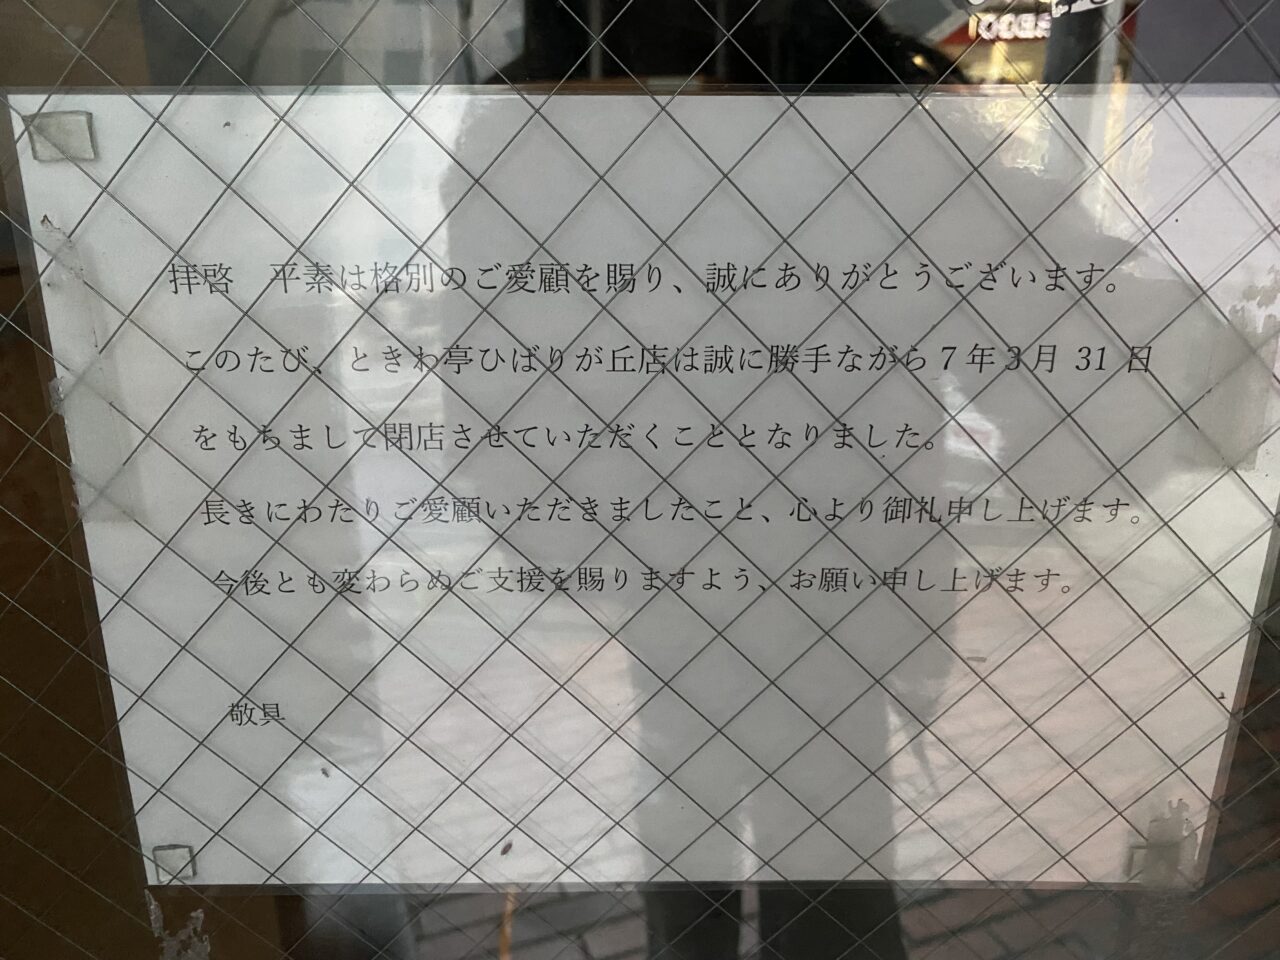 拝啓　平素は格別のご愛顧を賜り、誠にありがとうございます。
このたび、ときわ亭ひばりが丘店は誠に勝手ながら7年3月 31 日
をもちまして閉店させていただくこととなりました。
長きにわたりご愛顧いただきましたこと、心より御礼申し上げます。
今後とも変わらぬご支援を賜りますよう、お願い申し上げます。
敬具